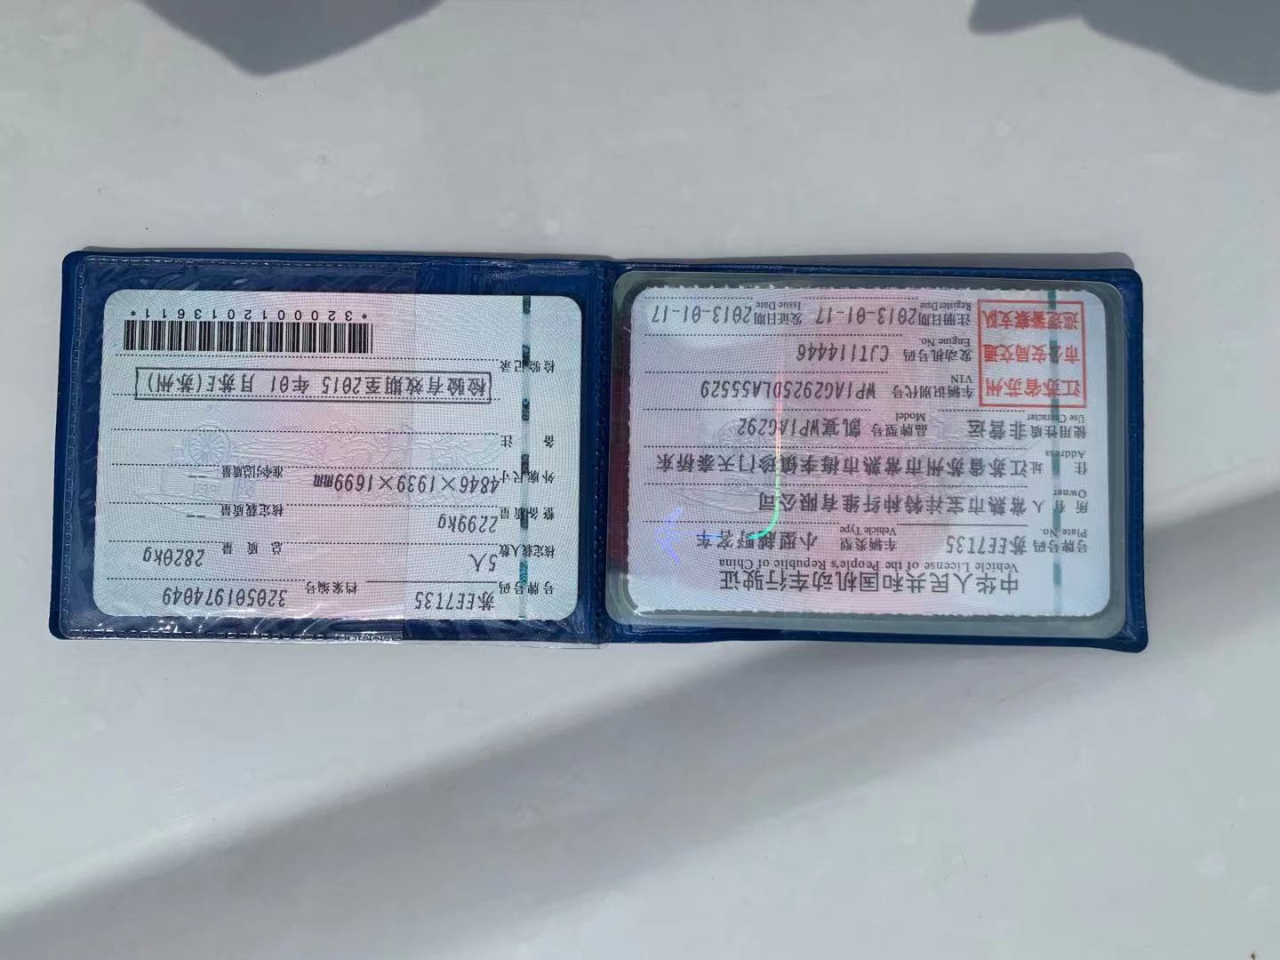 中华人民共和国机动车行驶证
Vehicle License of the People's Republic of China
号牌号码 苏EE7135 车辆类型 小型越野客车
Plate No. Vehicle Type
所有人 常熟市宝祥特种纤维有限公司
Owner
住址 江苏省苏州市常熟市梅李镇珍门天泰桥东
Address
使用性质 非营运 品牌型号 凯宴WP1AG292
Use Character Model
江苏省苏州
市公安局交通
巡逻警察支队
车辆识别代号 WP1AG2925DLA55529
VIN
发动机号码 CJT114446
Engine No.
注册日期 2013-01-17 发证日期 2013-01-17
Register Date Issue Date
号牌号码 苏EE7135 档案编号 320501974049
核定载人数 5人 总质量 2820kg
整备质量 2299kg 核定载质量 --
外廓尺寸 4846×1939×1699mm 准牵引总质量 --
备注
检验有效期至2015年01月苏E(苏州)
检验记录
*3200012013611*